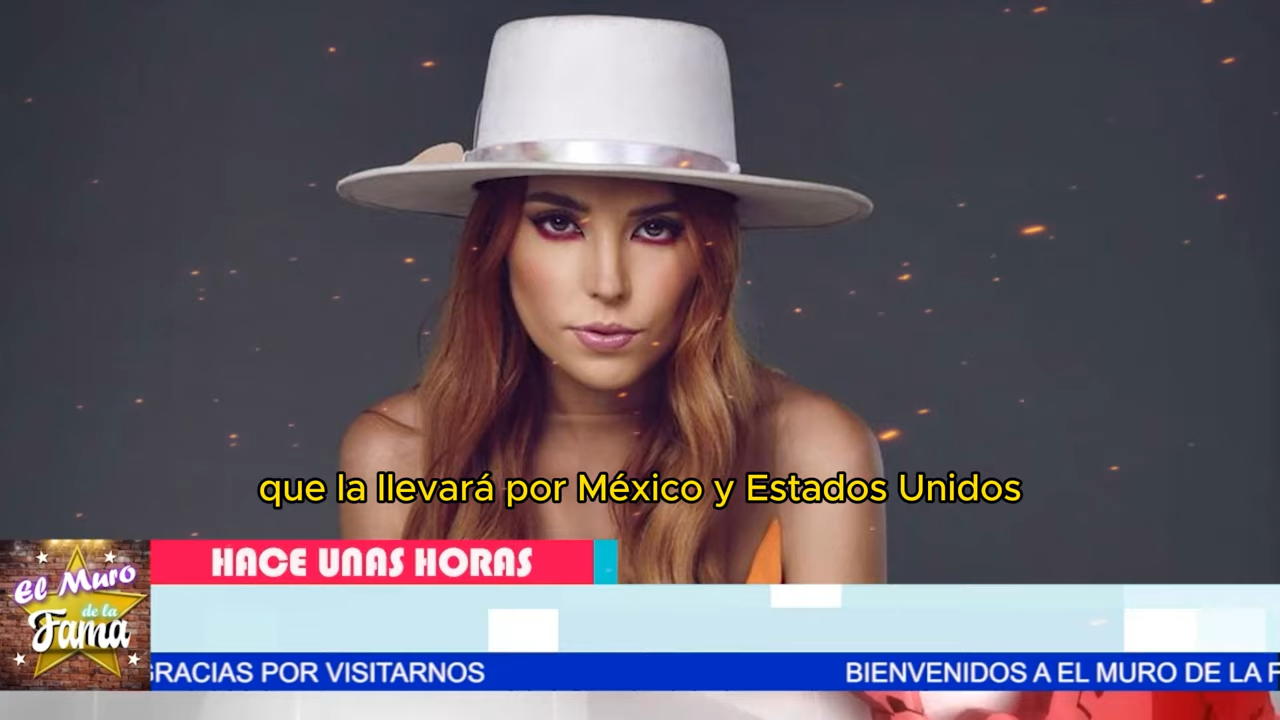 que la llevará por México y Estados Unidos
HACE UNAS HORAS
El Muro
de la
Fama
GRACIAS POR VISITARNOS
BIENVENIDOS A EL MURO DE LA F